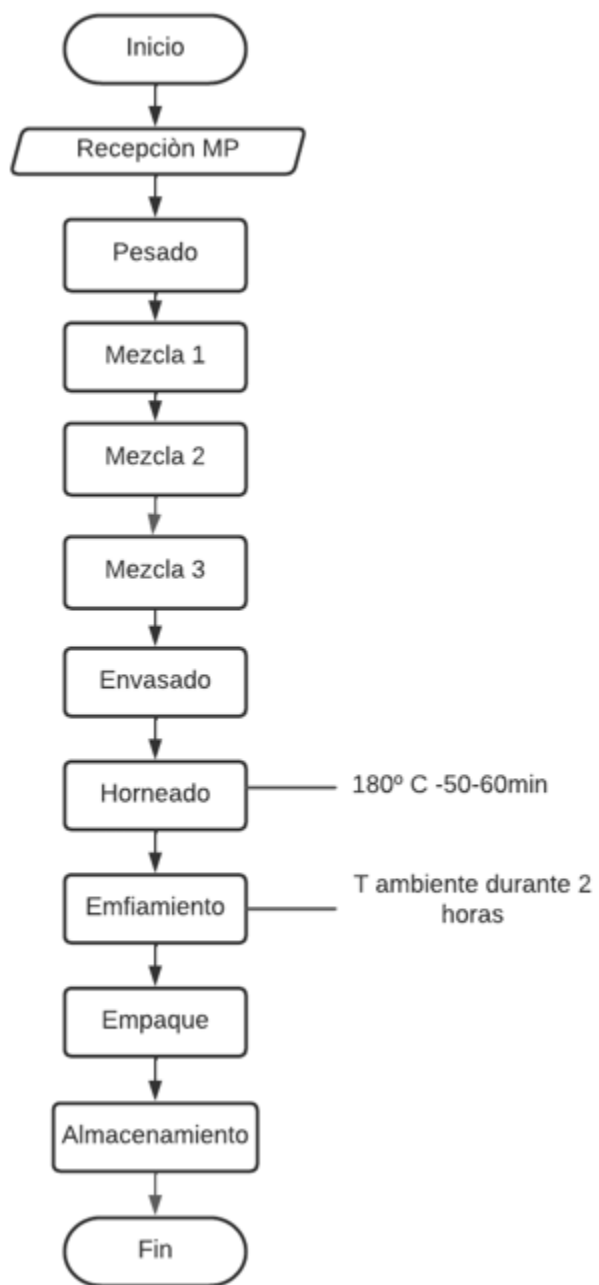 Inicio
Recepciòn MP
Pesado
Mezcla 1
Mezcla 2
Mezcla 3
Envasado
Horneado
180º C -50-60min
Emfiamiento
T ambiente durante 2
horas
Empaque
Almacenamiento
Fin